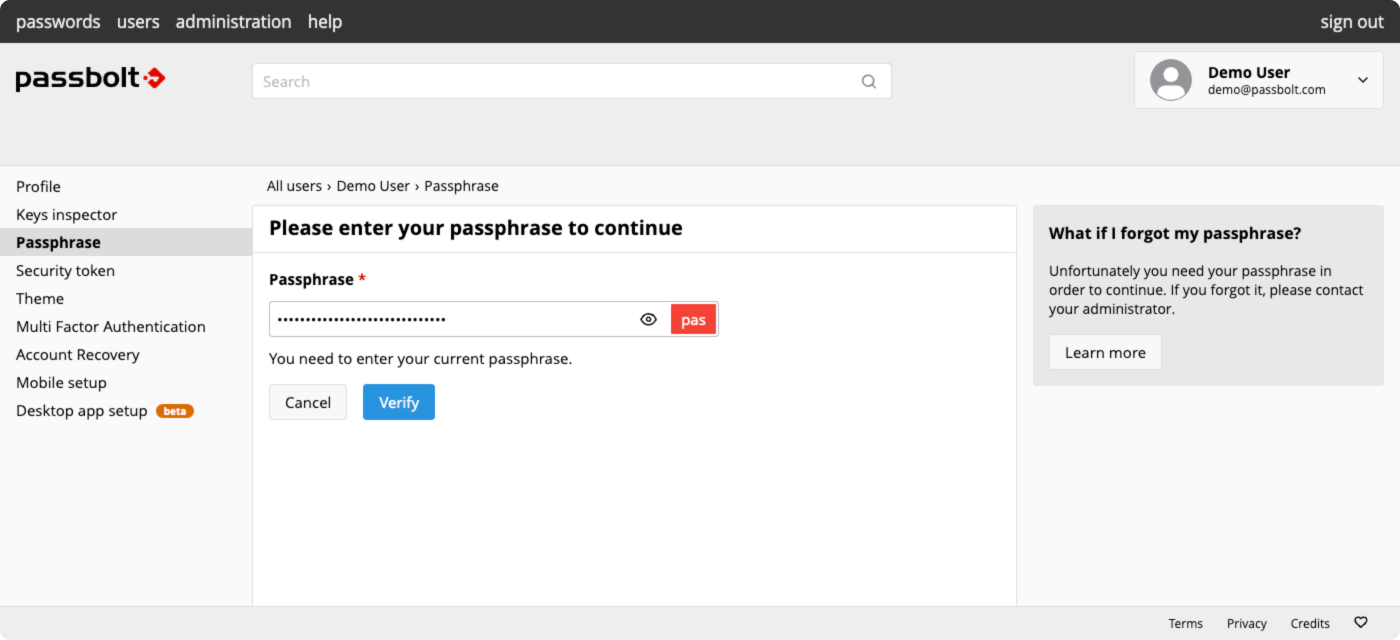 passwords users administration help sign out
passbolt
Search
Demo User
demo@passbolt.com
Profile
Keys inspector
Passphrase
Security token
Theme
Multi Factor Authentication
Account Recovery
Mobile setup
Desktop app setup beta
All users › Demo User › Passphrase
Please enter your passphrase to continue
Passphrase *
••••••••••••••••••••••••••••• pas
You need to enter your current passphrase.
Cancel Verify
What if I forgot my passphrase?
Unfortunately you need your passphrase in
order to continue. If you forgot it, please contact
your administrator.
Learn more
Terms Privacy Credits